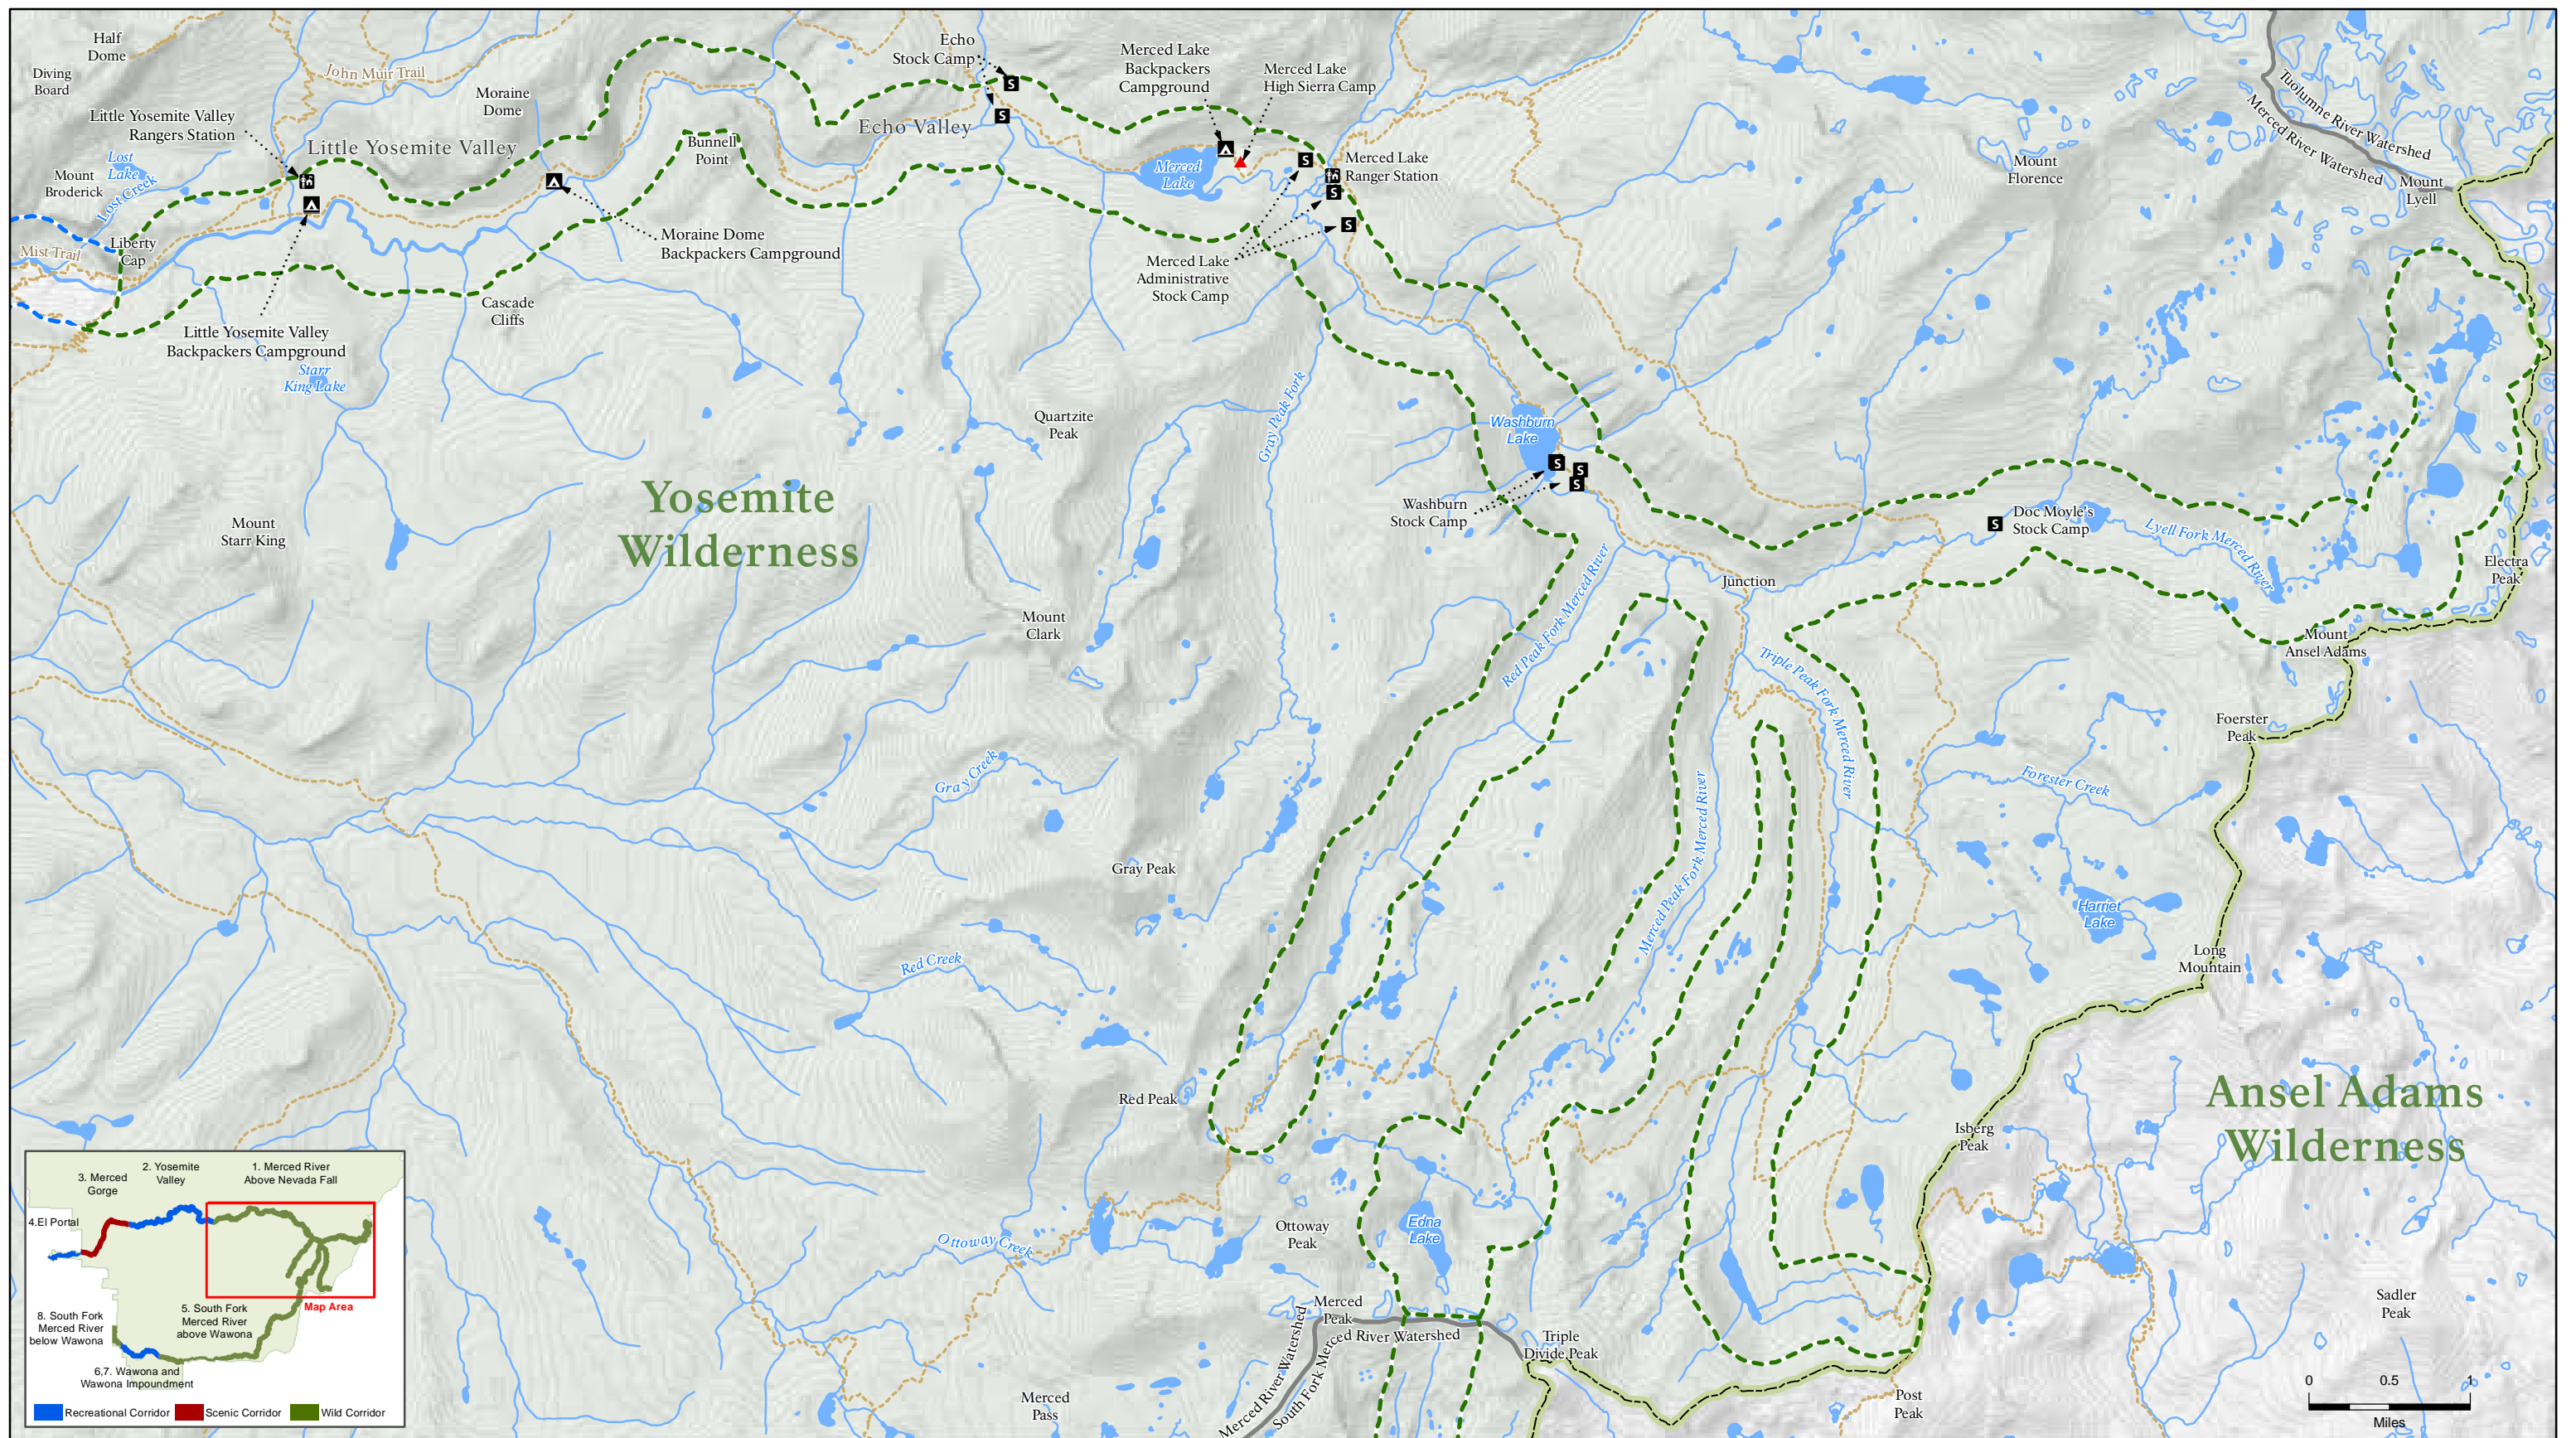 Half
Dome
Diving
Board
John Muir Trail
Moraine
Dome
Little Yosemite Valley
Rangers Station
Little Yosemite Valley
Lost
Lake
Lost Creek
Mount
Broderick
Liberty
Cap
Mist Trail
Little Yosemite Valley
Backpackers Campground
Starr
King Lake
Cascade
Cliffs
Bunnell
Point
Moraine Dome
Backpackers Campground
Echo
Stock Camp
Echo Valley
Merced Lake
Backpackers
Campground
Merced Lake
High Sierra Camp
Merced
Lake
Merced Lake
Ranger Station
Merced Lake
Administrative
Stock Camp
Mount
Florence
Tuolumne River Watershed
Merced River Watershed
Mount
Lyell
Quartzite
Peak
Gray Peak Fork
Washburn
Lake
Washburn
Stock Camp
Doc Moyle's
Stock Camp
Lyell Fork Merced River
Electra
Peak
Yosemite
Wilderness
Mount
Starr King
Mount
Clark
Red Peak Fork Merced River
Junction
Triple Peak Fork Merced River
Mount
Ansel Adams
Foerster
Peak
Forester Creek
Gray Creek
Gray Peak
Merced Peak Fork Merced River
Harriet
Lake
Long
Mountain
Red Creek
Red Peak
Ansel Adams
Wilderness
Isberg
Peak
Ottoway
Peak
Edna
Lake
Ottoway Creek
Merced
Peak
Merced River Watershed
South Fork Merced River Watershed
Triple
Divide Peak
Merced
Pass
Post
Peak
Sadler
Peak
0 0.5 1
Miles
1. Merced River
Above Nevada Fall
2. Yosemite
Valley
3. Merced
Gorge
4.El Portal
5. South Fork
Merced River
above Wawona
Map Area
8. South Fork
Merced River
below Wawona
6,7. Wawona and
Wawona Impoundment
Recreational Corridor Scenic Corridor Wild Corridor